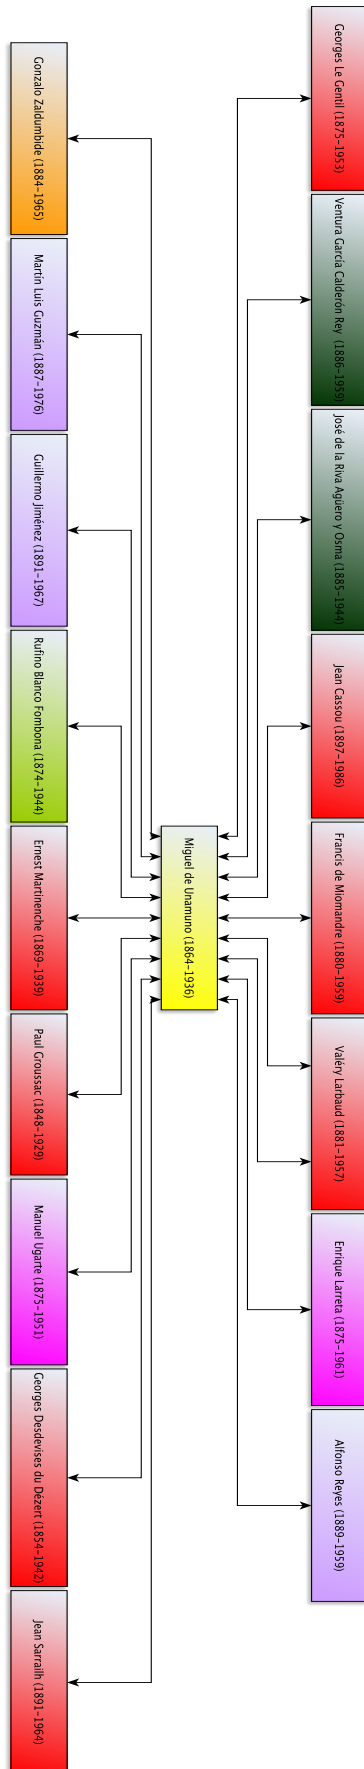 Georges Le Gentil (1875-1953)
Ventura García Calderón Rey (1886-1959)
José de la Riva Agüero y Osma (1885-1944)
Jean Cassou (1897-1986)
Francis de Miomandre (1880-1959)
Valéry Larbaud (1881-1957)
Enrique Larreta (1875-1961)
Alfonso Reyes (1889-1959)
Miguel de Unamuno (1864-1936)
Gonzalo Zaldumbide (1884-1965)
Martín Luis Guzmán (1887-1976)
Guillermo Jiménez (1891-1967)
Rufino Blanco Fombona (1874-1944)
Ernest Martinenche (1869-1939)
Paul Groussac (1848-1929)
Manuel Ugarte (1875-1951)
Georges Desdevises du Dézert (1854-1942)
Jean Sarrailh (1891-1964)